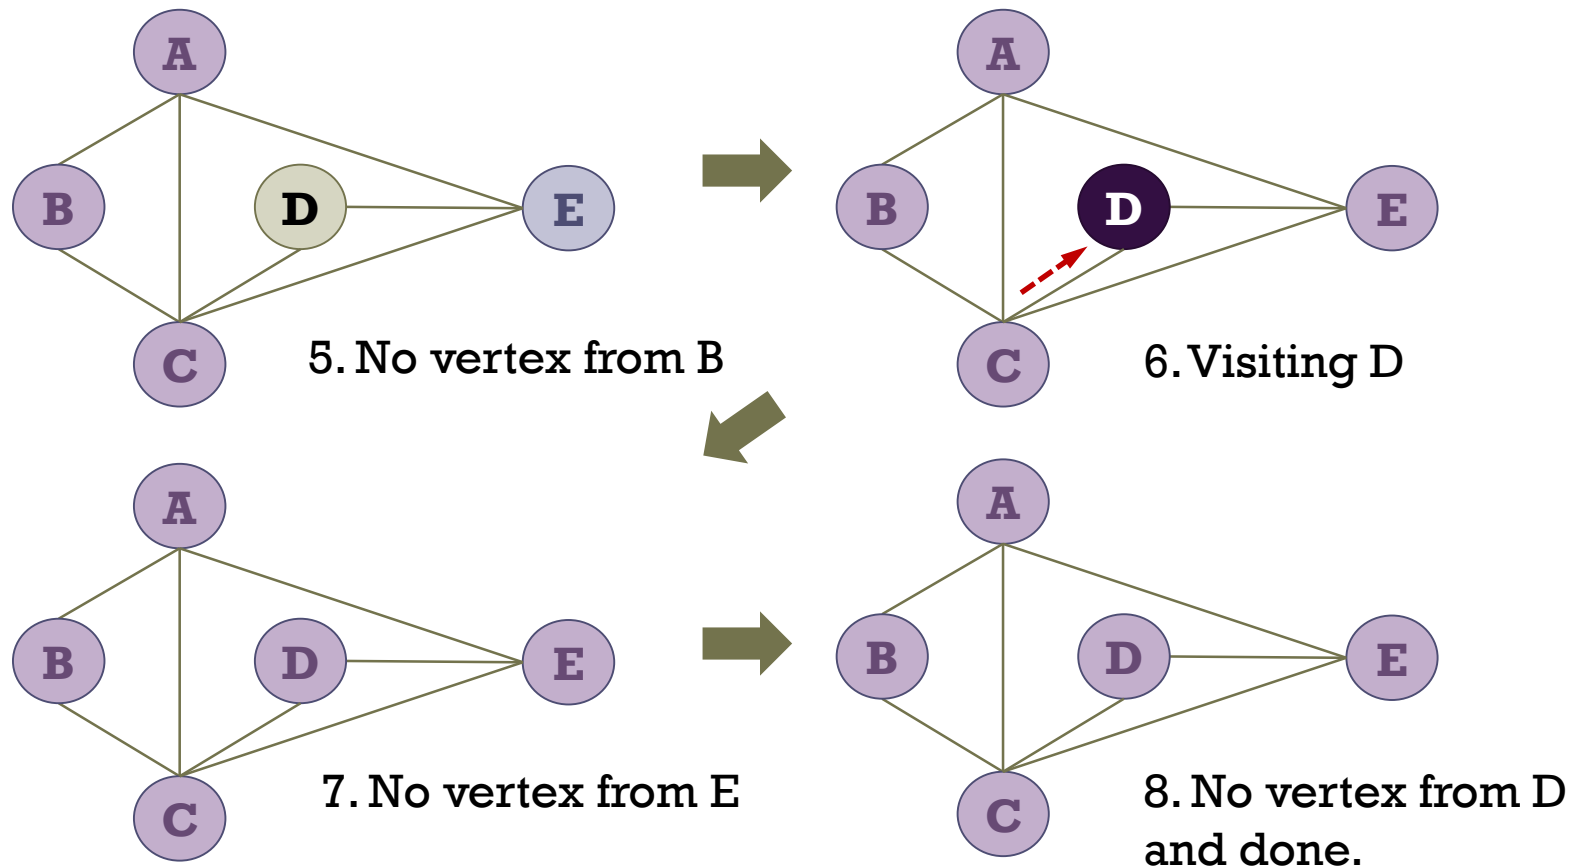 A
B
D
E
C
5. No vertex from B
A
B
D
E
C
6. Visiting D
A
B
D
E
C
7. No vertex from E
A
B
D
E
C
8. No vertex from D
and done.